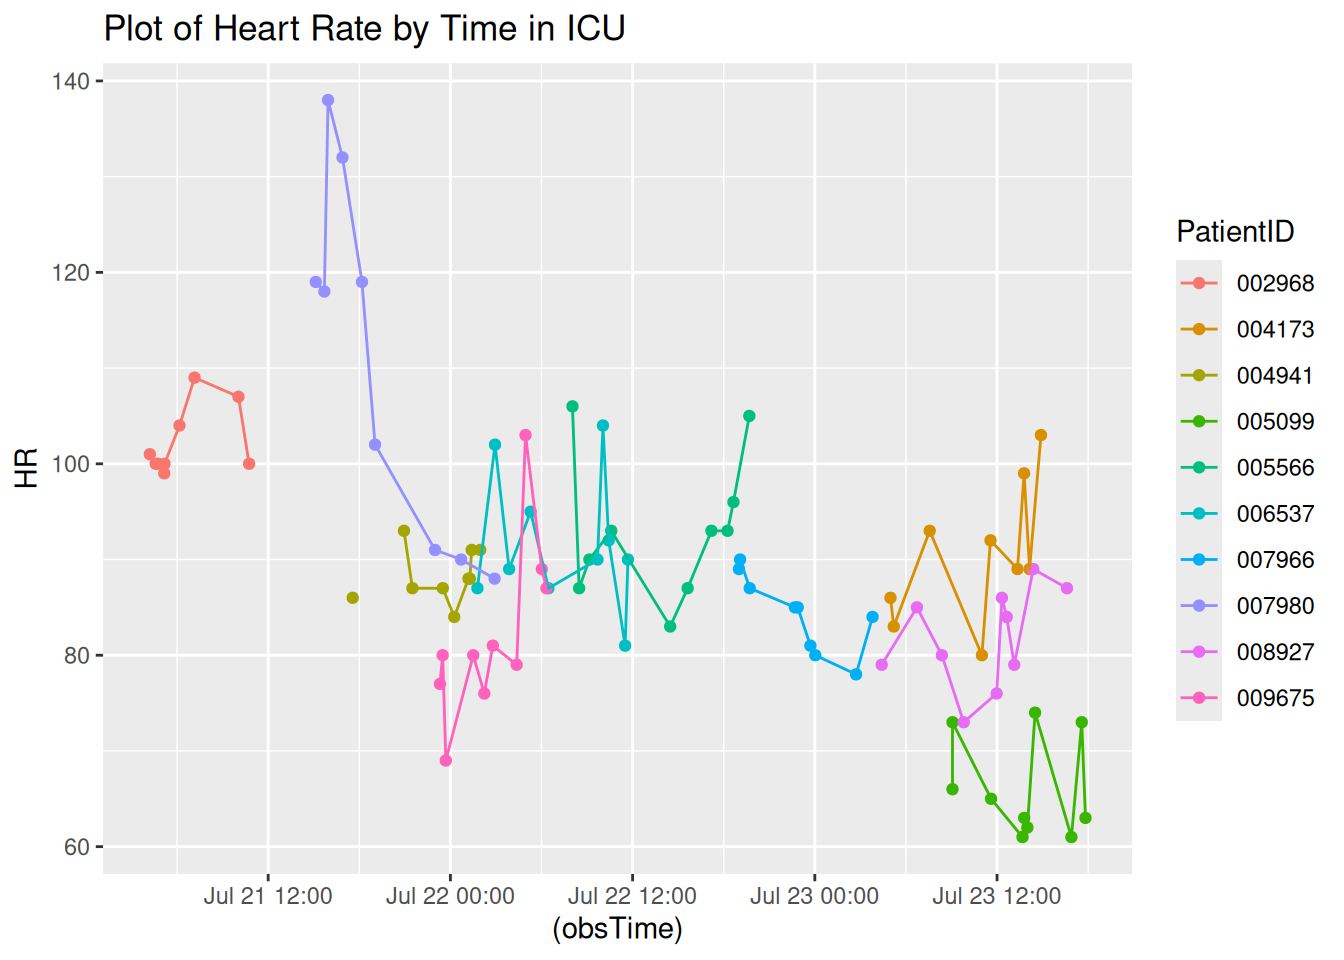 Plot of Heart Rate by Time in ICU
140
120
100
80
60
HR
Jul 21 12:00
Jul 22 00:00
Jul 22 12:00
Jul 23 00:00
Jul 23 12:00
(obsTime)
PatientID
002968
004173
004941
005099
005566
006537
007966
007980
008927
009675